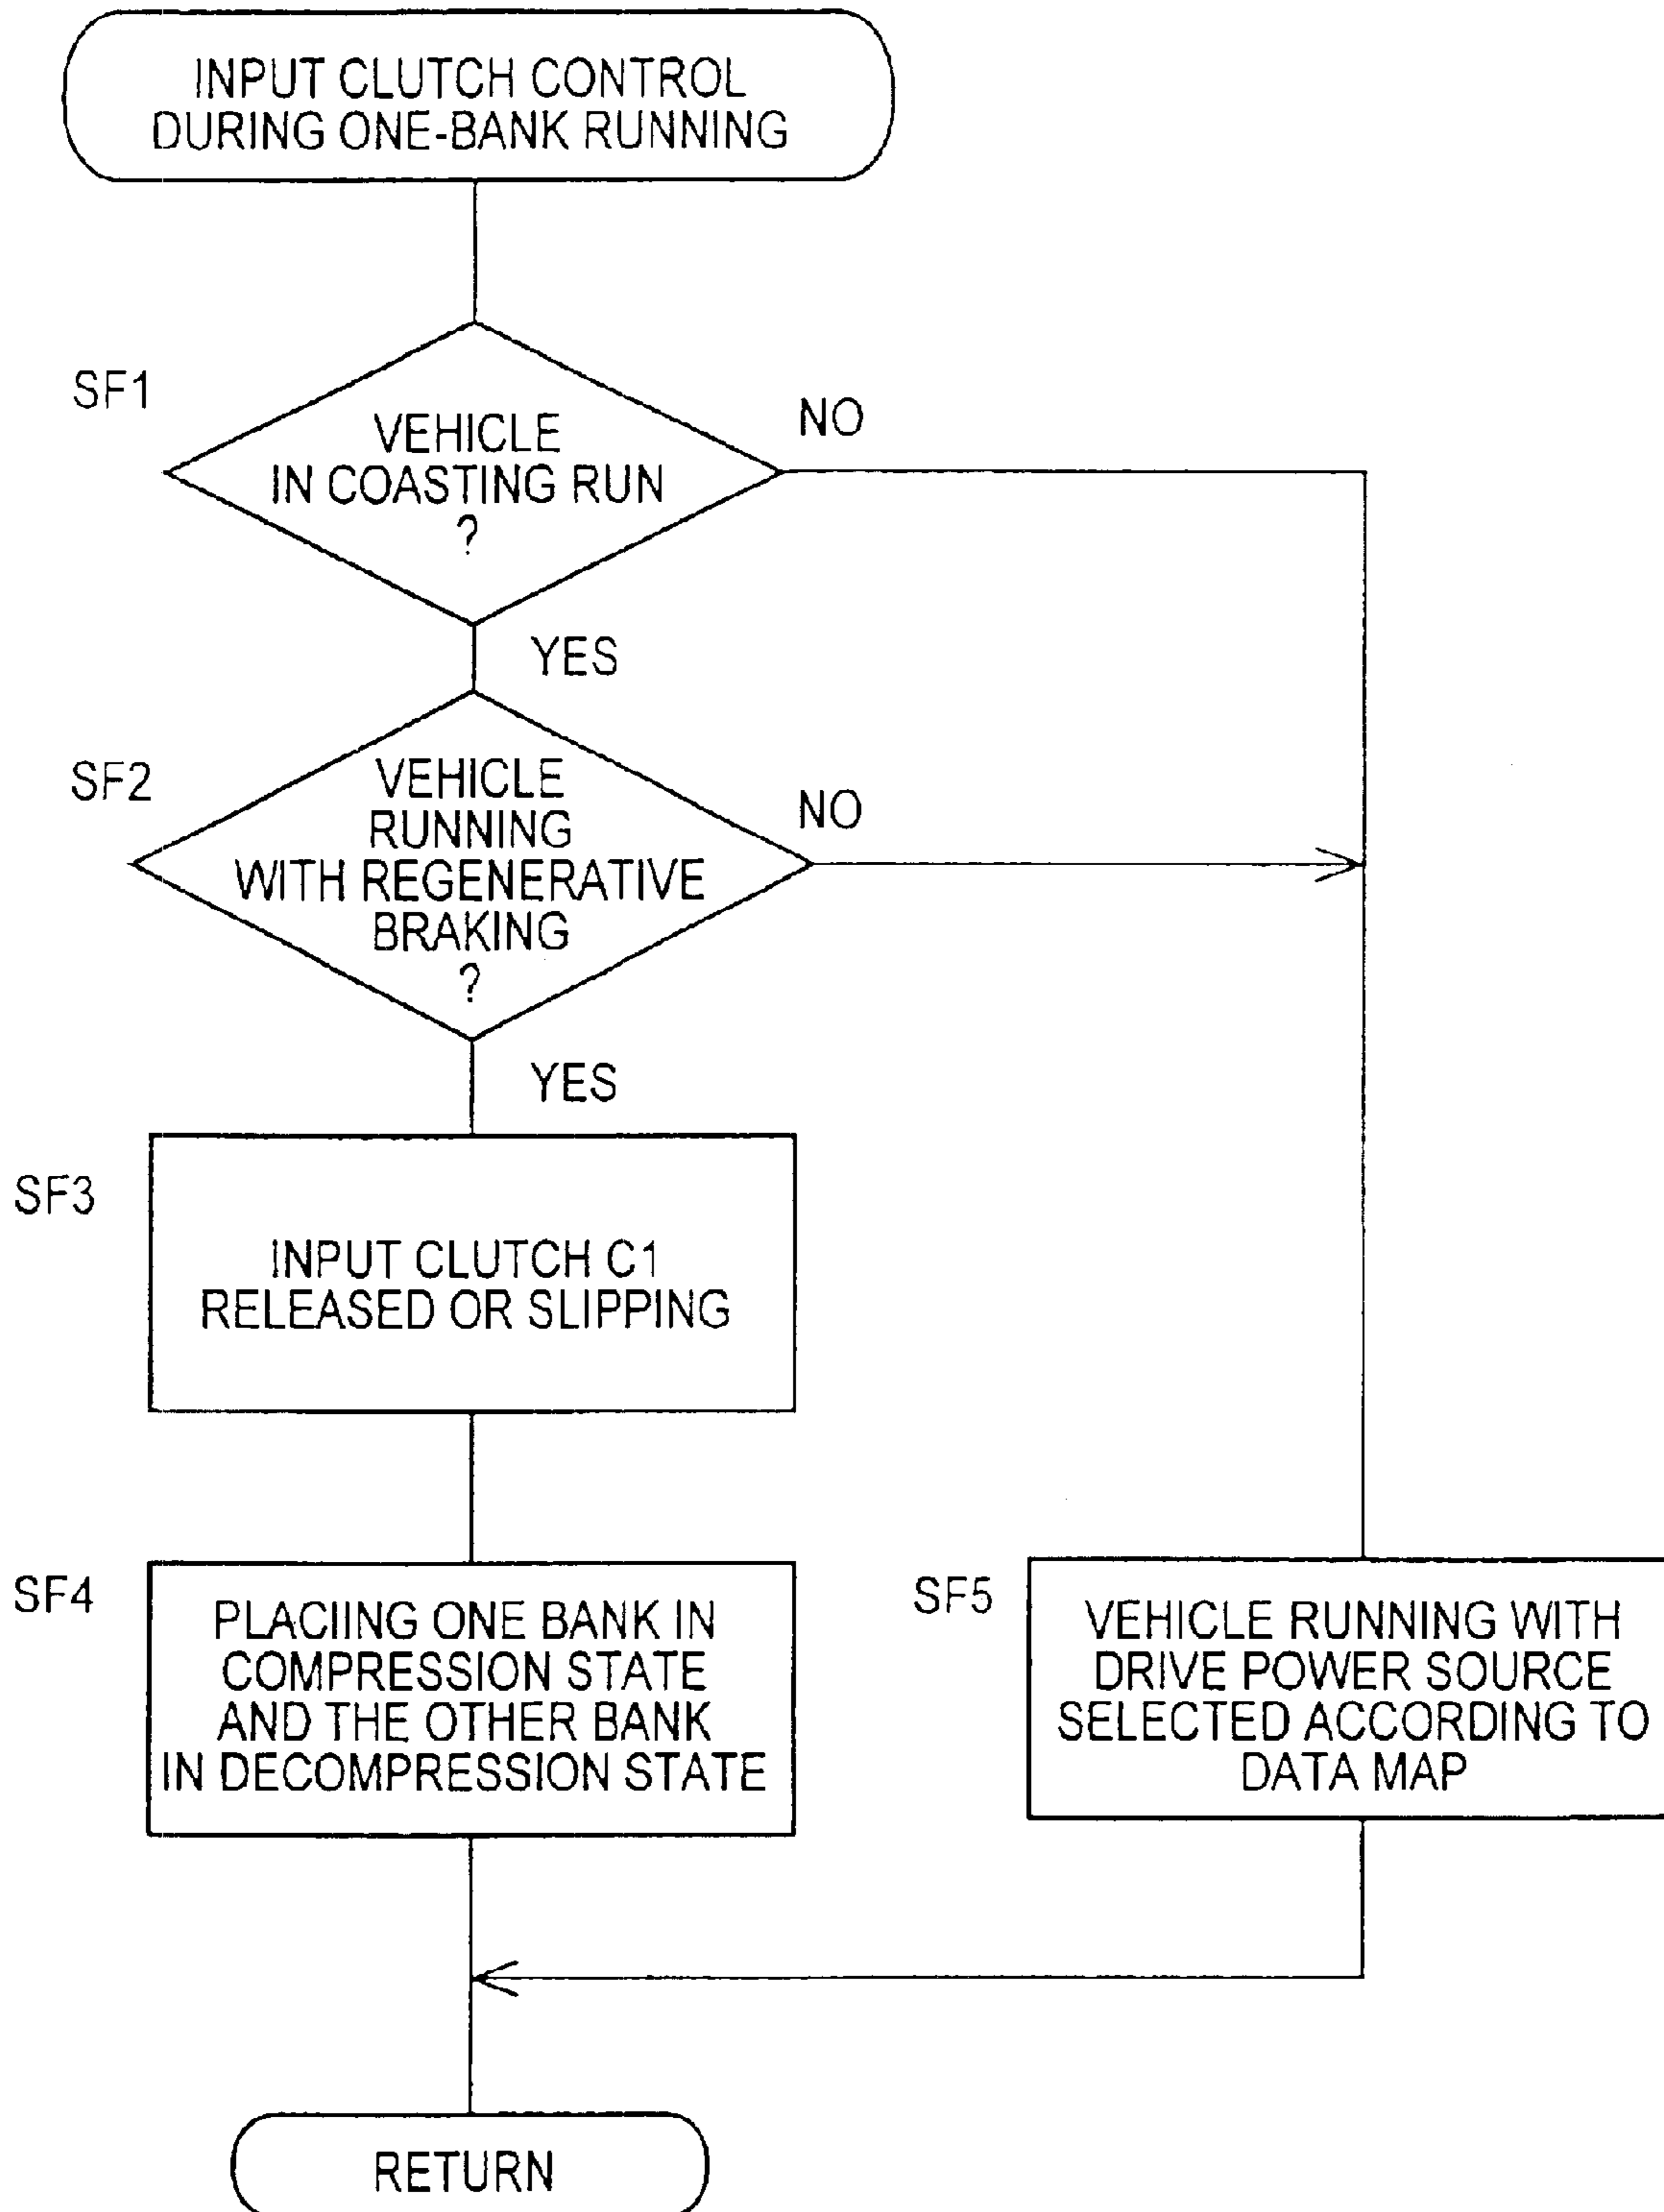 INPUT CLUTCH CONTROL
DURING ONE-BANK RUNNING
SF1
VEHICLE
IN COASTING RUN
?
NO
YES
SF2
VEHICLE
RUNNING
WITH REGENERATIVE
BRAKING
?
NO
YES
SF3
INPUT CLUTCH C1
RELEASED OR SLIPPING
SF4
PLACIING ONE BANK IN
COMPRESSION STATE
AND THE OTHER BANK
IN DECOMPRESSION STATE
SF5
VEHICLE RUNNING WITH
DRIVE POWER SOURCE
SELECTED ACCORDING TO
DATA MAP
RETURN